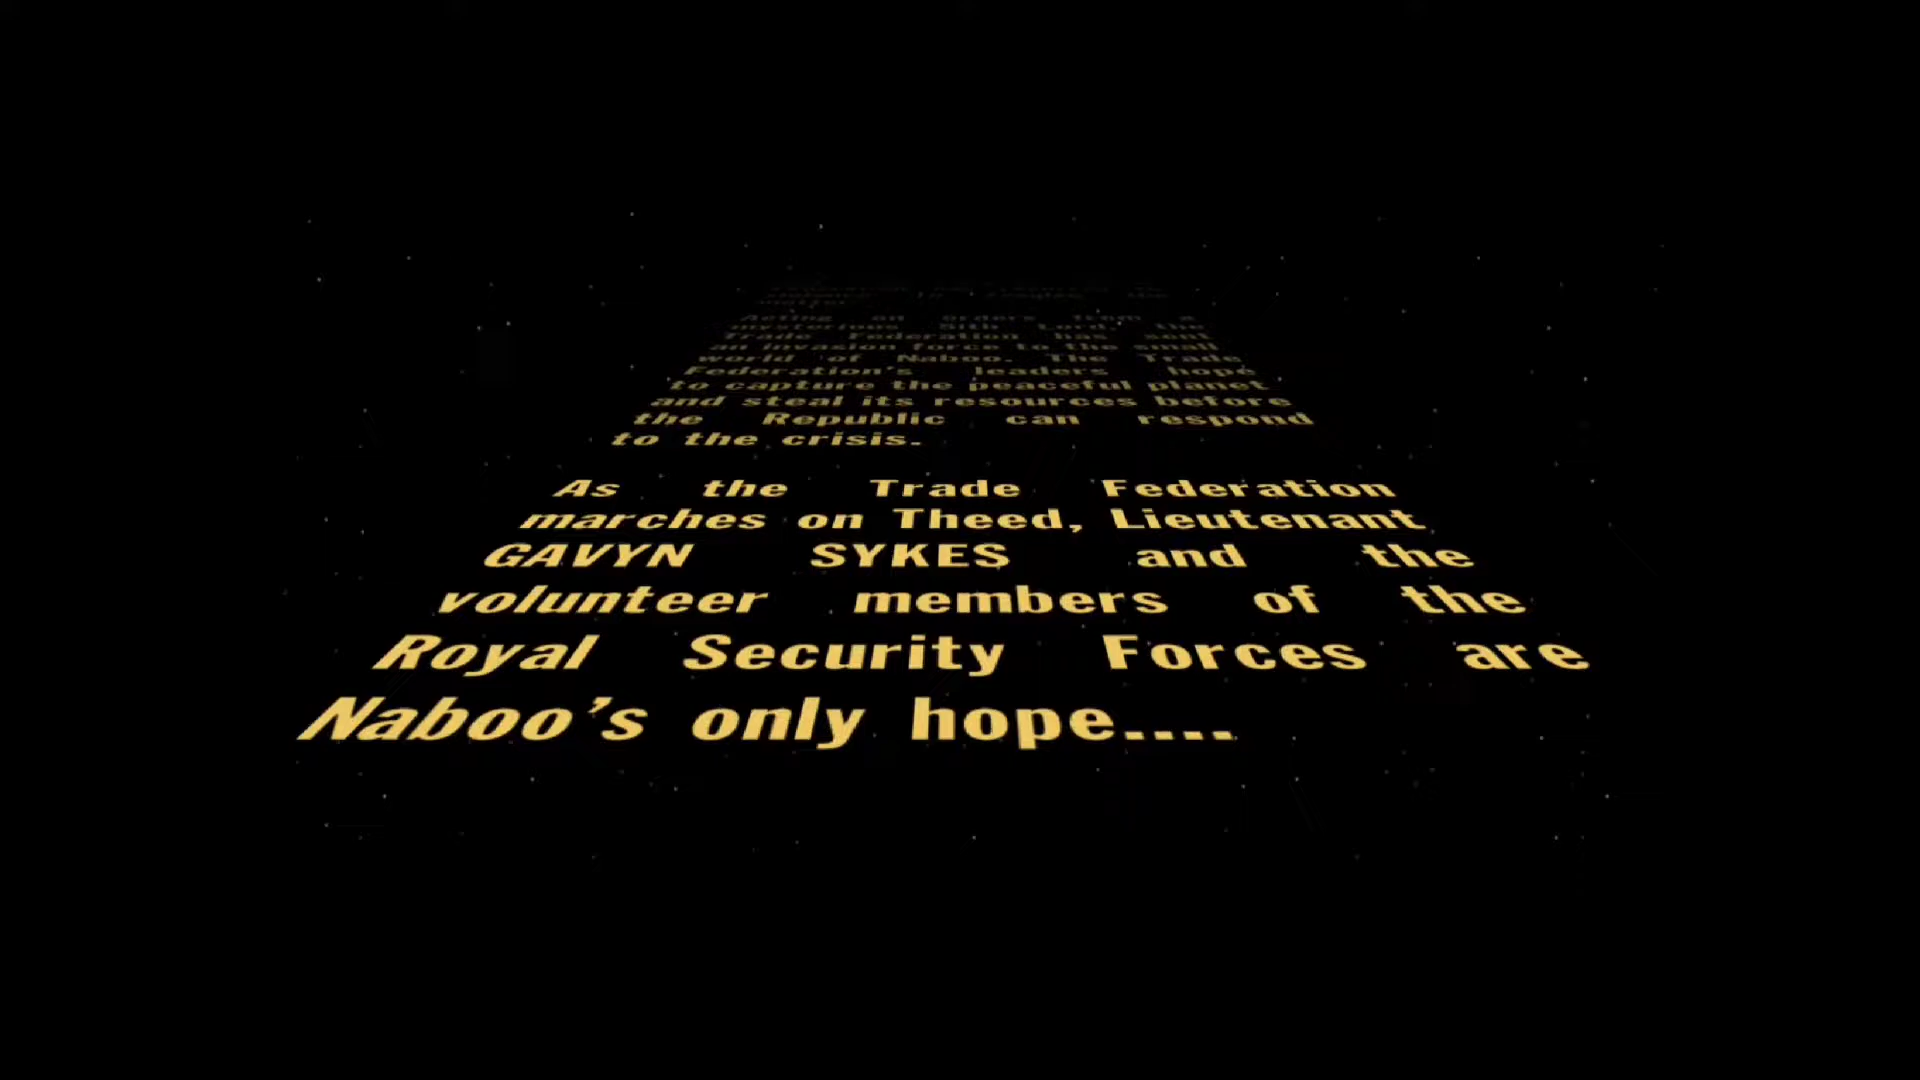 Acting on orders from a
mysterious Sith Lord, the
Trade Federation has sent
an invasion force to the small
world of Naboo. The Trade
Federation's leaders hope
to capture the peaceful planet
and steal its resources before
the Republic can respond
to the crisis.
As the Trade Federation
marches on Theed, Lieutenant
GAVYN SYKES and the
volunteer members of the
Royal Security Forces are
Naboo's only hope....